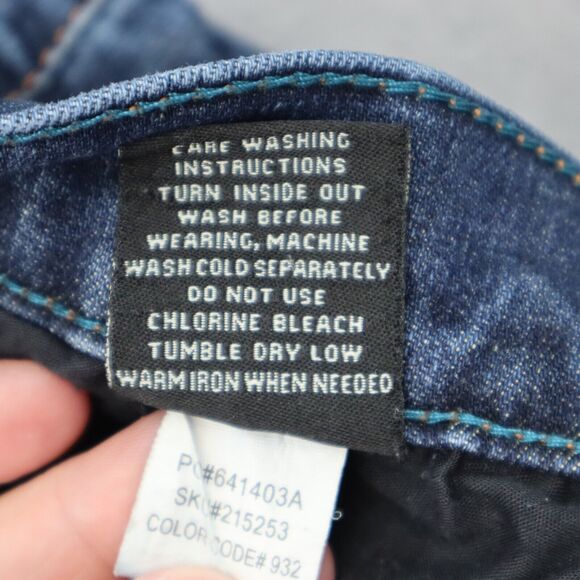 CARE WASHING
INSTRUCTIONS
TURN INSIDE OUT
WASH BEFORE
WEARING, MACHINE
WASH COLD SEPARATELY
DO NOT USE
CHLORINE BLEACH
TUMBLE DRY LOW
WARM IRON WHEN NEEDED
PO#641403A
SKU#215253
COLOR CODE# 932